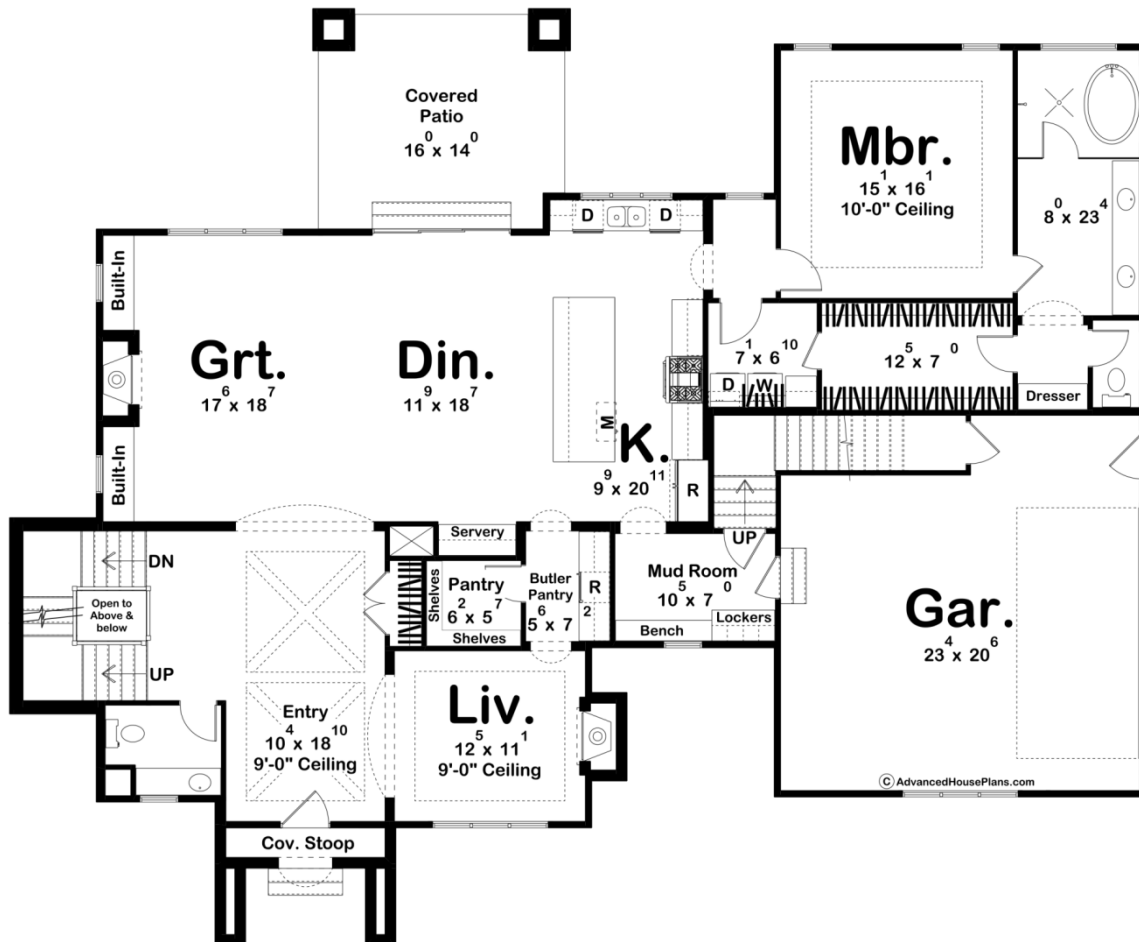 Covered
Patio
16⁰ x 14⁰
Mbr.
15¹ x 16¹
10'-0" Ceiling
8⁰ x 23⁴
D
D
Built-In
Grt.
17⁶ x 18⁷
Din.
11⁹ x 18⁷
7¹ x 6¹⁰
D
W
12⁵ x 7⁰
Dresser
M
K.
9⁹ x 20¹¹
R
Built-In
UP
Servery
DN
Open to
Above &
below
UP
Shelves
Pantry
6² x 5⁷
Shelves
Butler
Pantry
5⁶ x 7²
R
Mud Room
10⁵ x 7⁰
Bench
Lockers
Gar.
23⁴ x 20⁶
Entry
10⁴ x 18¹⁰
9'-0" Ceiling
Liv.
12⁵ x 11¹
9'-0" Ceiling
© AdvancedHousePlans.com
Cov. Stoop